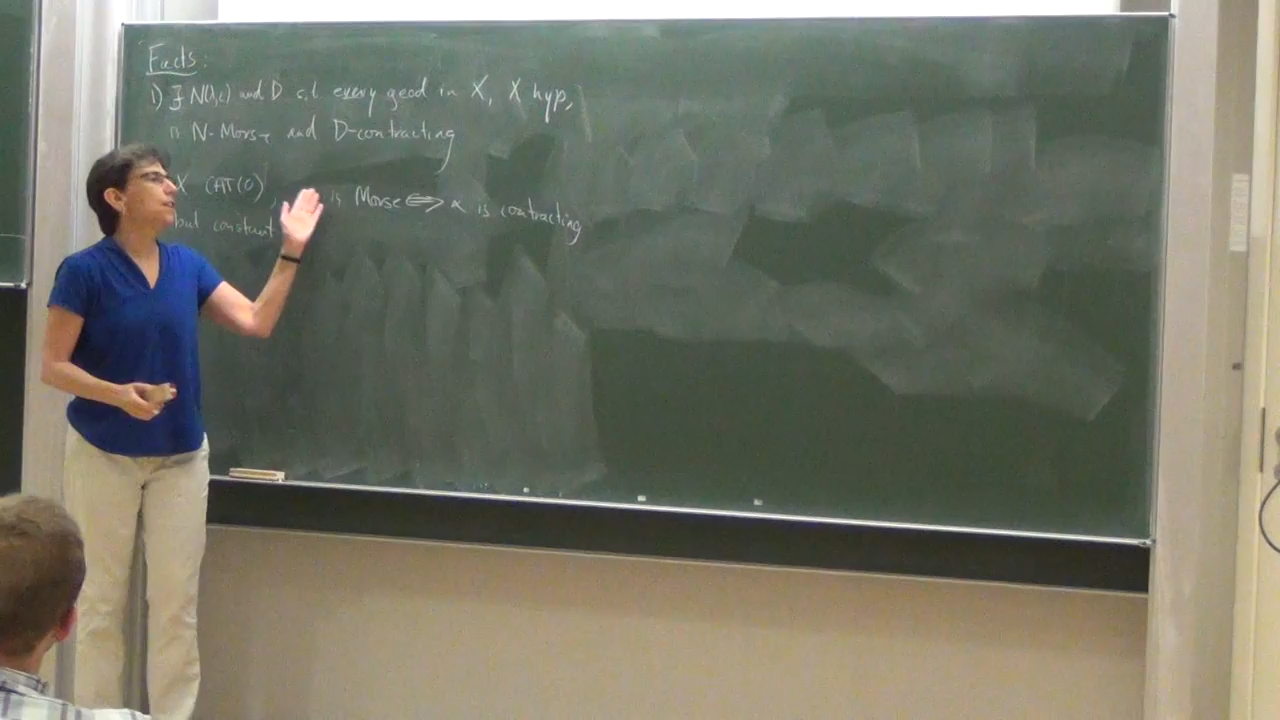 Facts:
1) ∃ N(λ,ε) and D s.t. every geod in X, X hyp,
is N-Morse and D-contracting
X CAT(0), is Morse ⟺ α is contracting
but constant